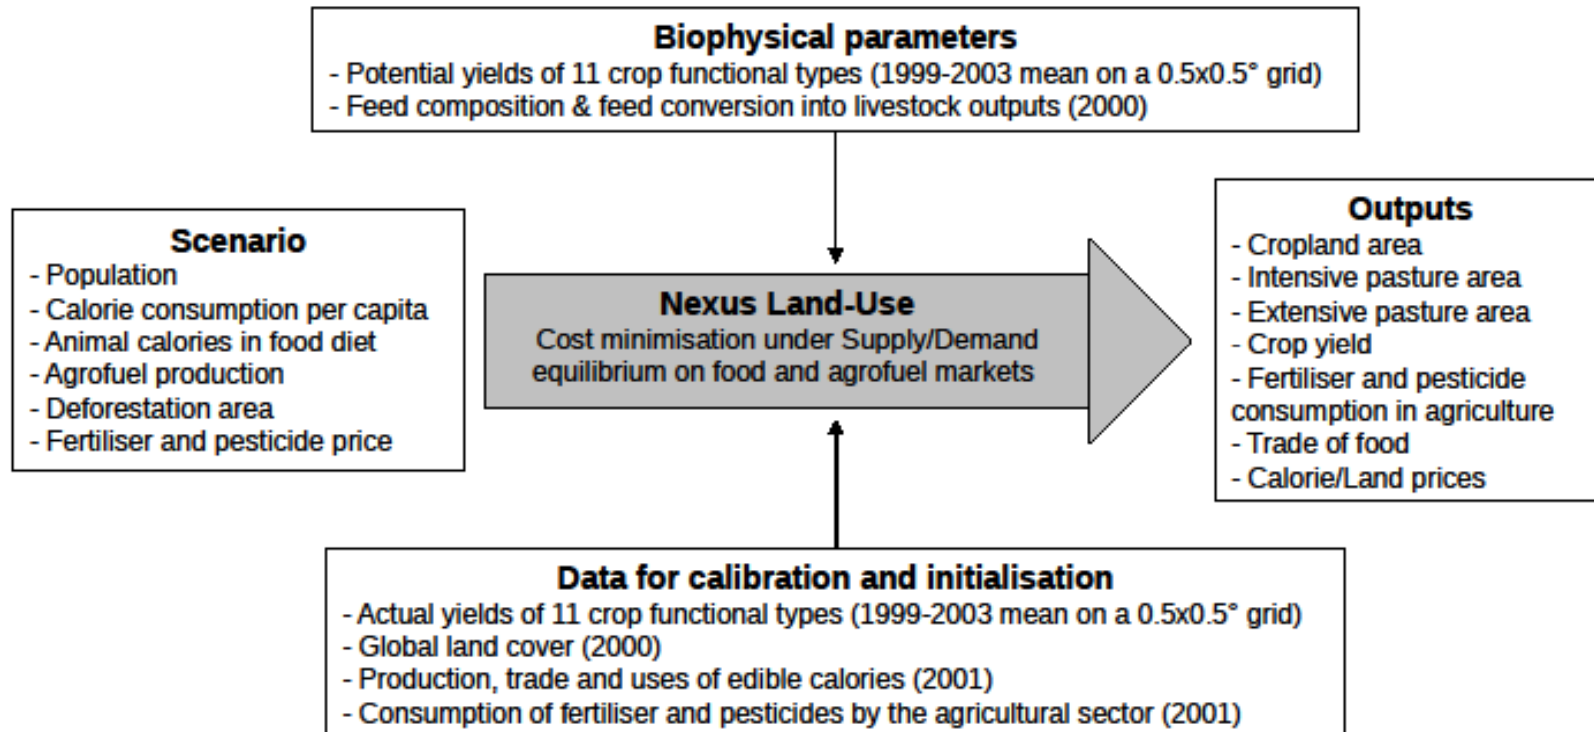 Biophysical parameters
- Potential yields of 11 crop functional types (1999-2003 mean on a 0.5x0.5° grid)
- Feed composition & feed conversion into livestock outputs (2000)
Scenario
- Population
- Calorie consumption per capita
- Animal calories in food diet
- Agrofuel production
- Deforestation area
- Fertiliser and pesticide price
Nexus Land-Use
Cost minimisation under Supply/Demand
equilibrium on food and agrofuel markets
Outputs
- Cropland area
- Intensive pasture area
- Extensive pasture area
- Crop yield
- Fertiliser and pesticide
consumption in agriculture
- Trade of food
- Calorie/Land prices
Data for calibration and initialisation
- Actual yields of 11 crop functional types (1999-2003 mean on a 0.5x0.5° grid)
- Global land cover (2000)
- Production, trade and uses of edible calories (2001)
- Consumption of fertiliser and pesticides by the agricultural sector (2001)